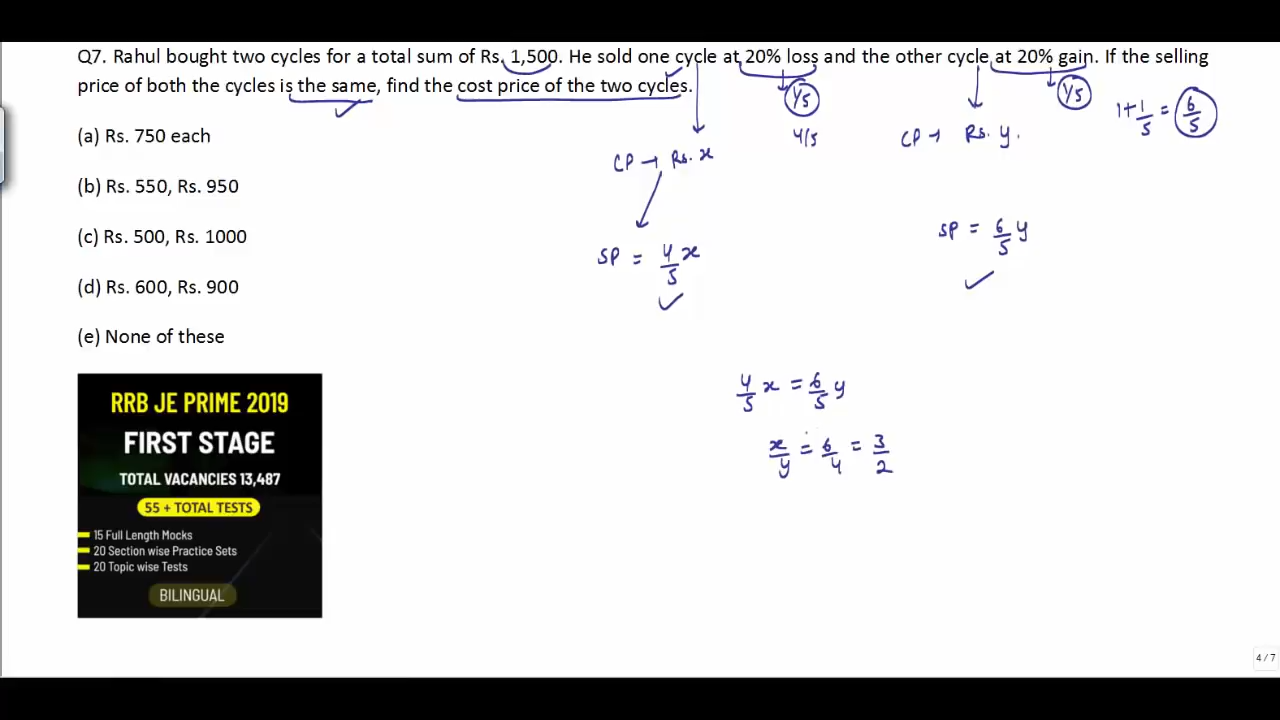 Q7. Rahul bought two cycles for a total sum of Rs. 1,500. He sold one cycle at 20% loss and the other cycle at 20% gain. If the selling
price of both the cycles is the same, find the cost price of the two cycles.
1/5
1/5
1+1/5 = 6/5
(a) Rs. 750 each
4/5
CP → Rs. y.
CP → Rs. x
(b) Rs. 550, Rs. 950
(c) Rs. 500, Rs. 1000
SP = 6/5 y
SP = 4/5 x
(d) Rs. 600, Rs. 900
(e) None of these
4/5 x = 6/5 y
x/y = 6/4 = 3/2
RRB JE PRIME 2019
FIRST STAGE
TOTAL VACANCIES 13,487
55 + TOTAL TESTS
15 Full Length Mocks
20 Section wise Practice Sets
20 Topic wise Tests
BILINGUAL
4 / 7